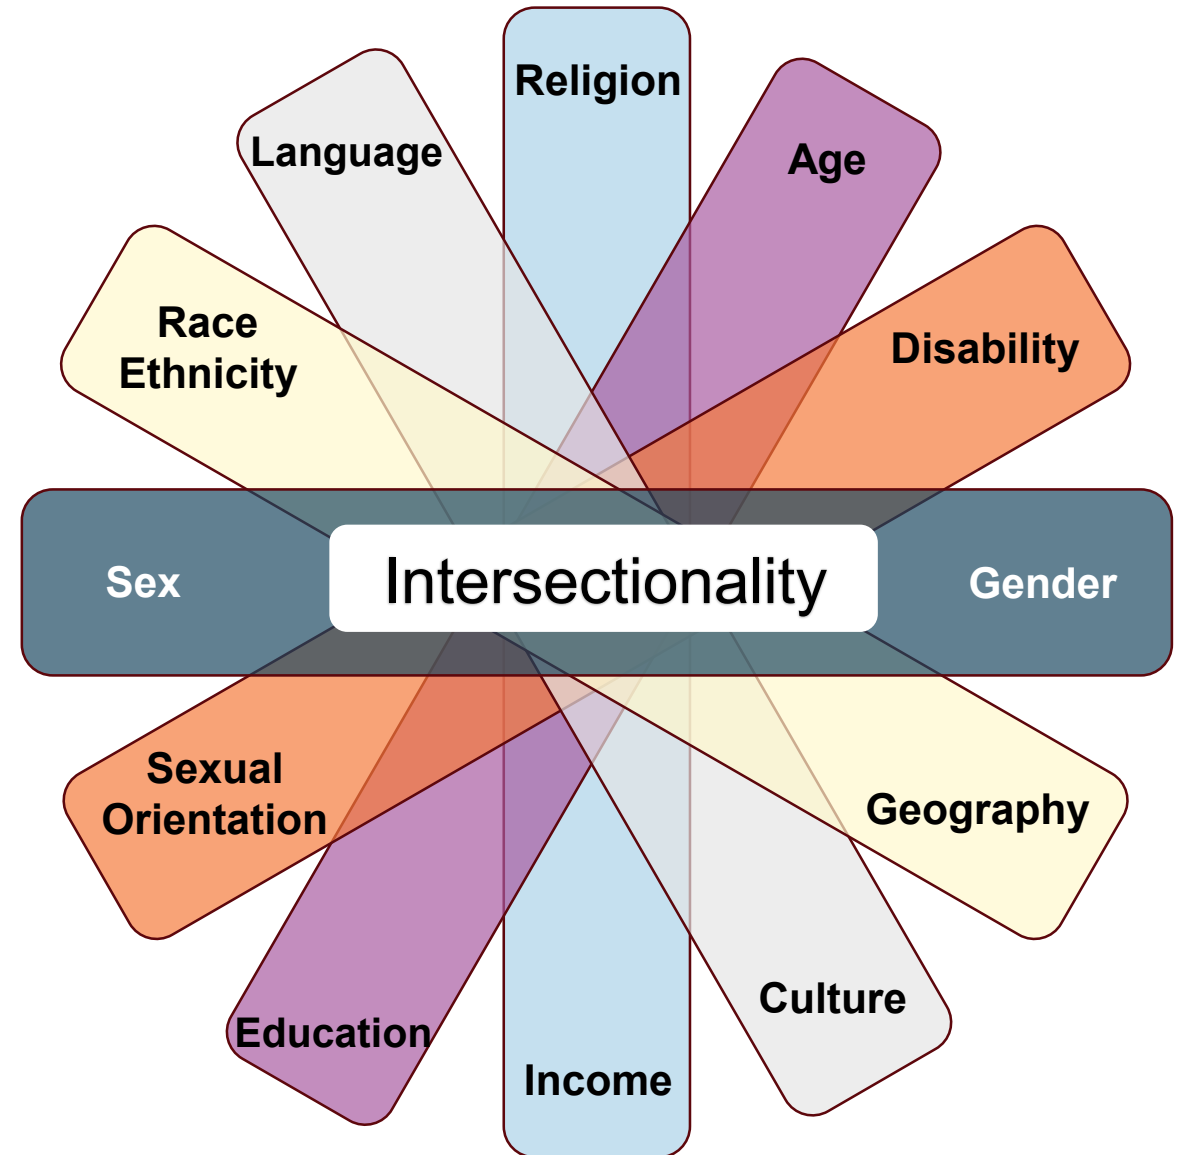 Religion
Language
Age
Race
Ethnicity
Disability
Sex
Intersectionality
Gender
Sexual
Orientation
Geography
Culture
Education
Income